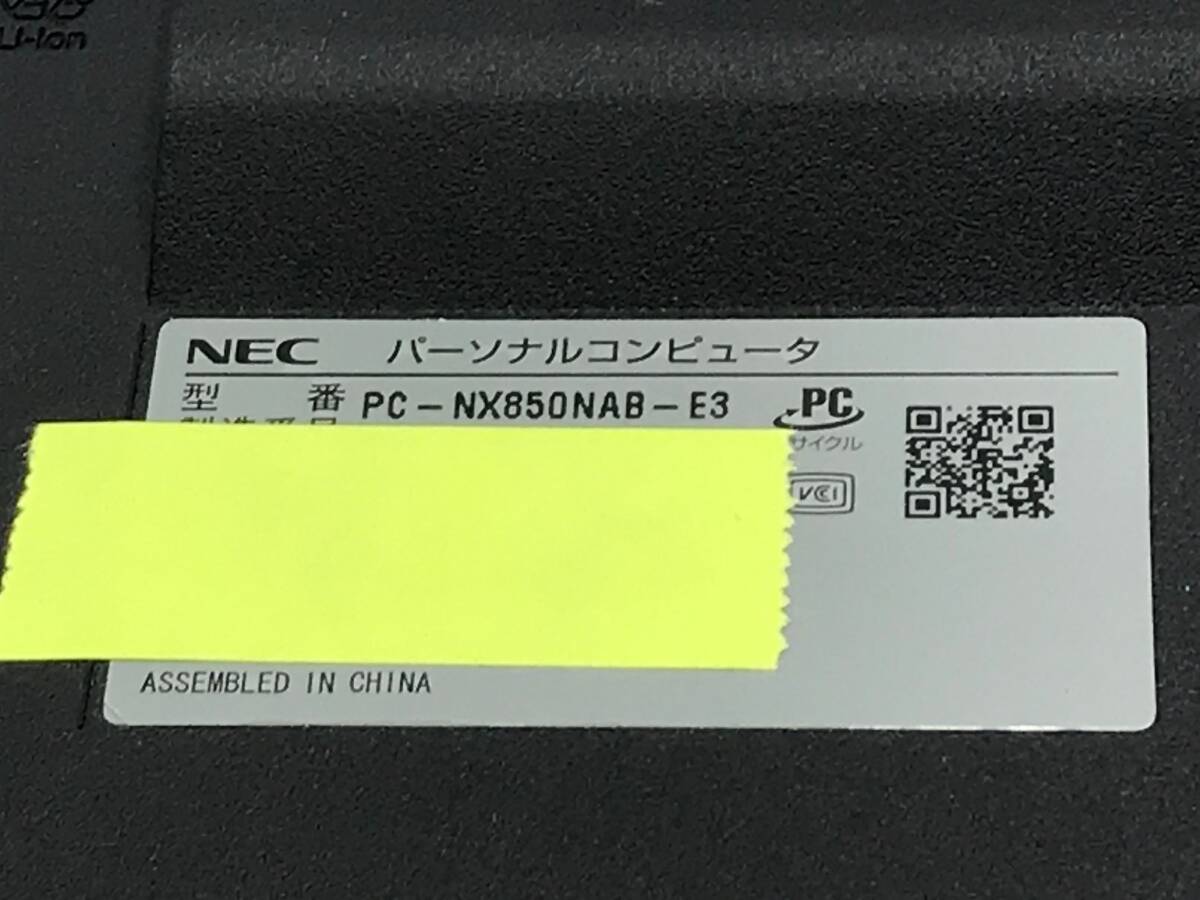 Li-ion
NEC パーソナルコンピュータ
型 番 PC-NX850NAB-E3
PC
サイクル
VCCI
ASSEMBLED IN CHINA